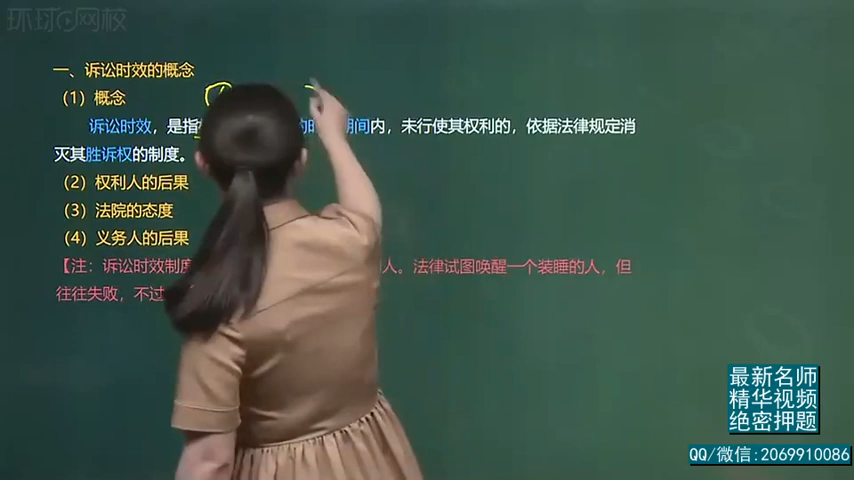 环球网校
一、诉讼时效的概念
（1）概念
诉讼时效，是指 时 期间内，未行使其权利的，依据法律规定消
灭其胜诉权的制度。
（2）权利人的后果
（3）法院的态度
（4）义务人的后果
【注：诉讼时效制度 人。法律试图唤醒一个装睡的人，但
往往失败，不过
最新名师
精华视频
绝密押题
QQ/微信:2069910086